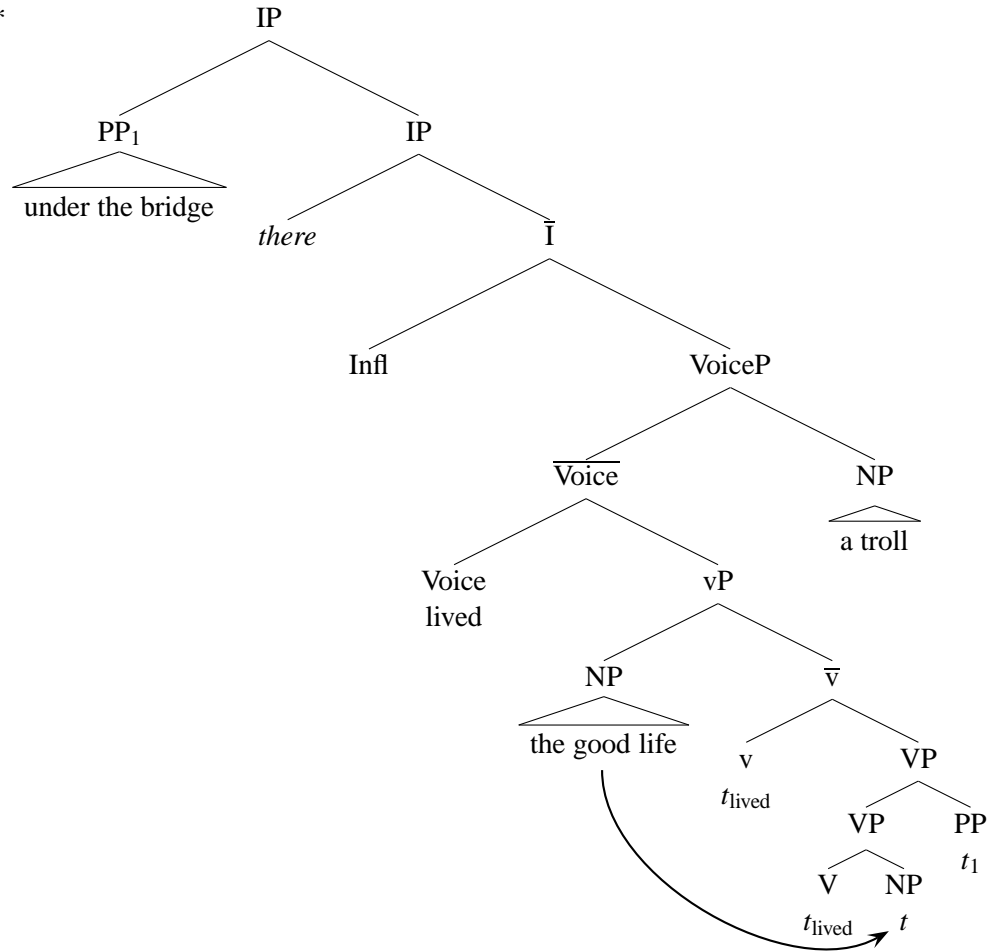 *
IP
PP1 IP
under the bridge
there Ī
Infl VoiceP
V̅o̅i̅c̅e̅ NP
a troll
Voice vP
lived
NP v̅
the good life
v VP
tlived
VP PP
t1
V NP
tlived t